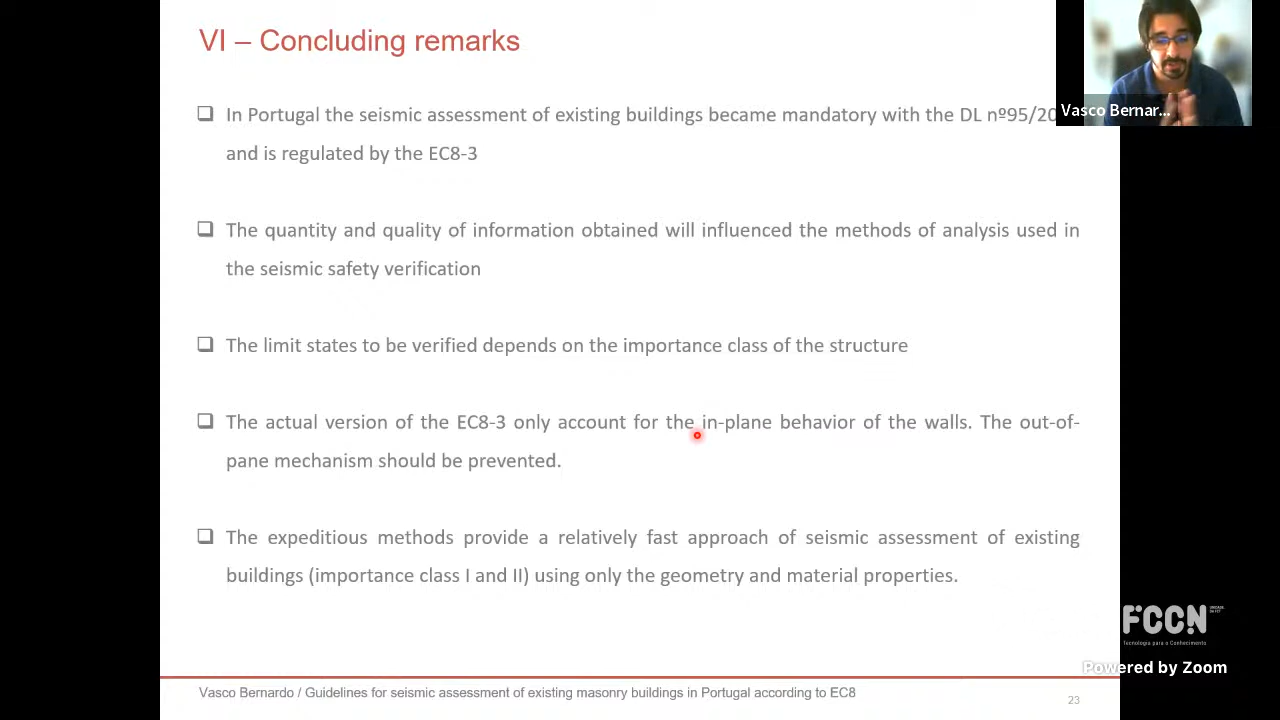 VI – Concluding remarks
In Portugal the seismic assessment of existing buildings became mandatory with the DL nº95/20
and is regulated by the EC8-3
The quantity and quality of information obtained will influenced the methods of analysis used in
the seismic safety verification
The limit states to be verified depends on the importance class of the structure
The actual version of the EC8-3 only account for the in-plane behavior of the walls. The out-of-
pane mechanism should be prevented.
The expeditious methods provide a relatively fast approach of seismic assessment of existing
buildings (importance class I and II) using only the geometry and material properties.
Vasco Bernardo / Guidelines for seismic assessment of existing masonry buildings in Portugal according to EC8
23
Vasco Bernar...
FCCN
UNIDADE
DA FCT
Tecnologia para o Conhecimento
Powered by Zoom